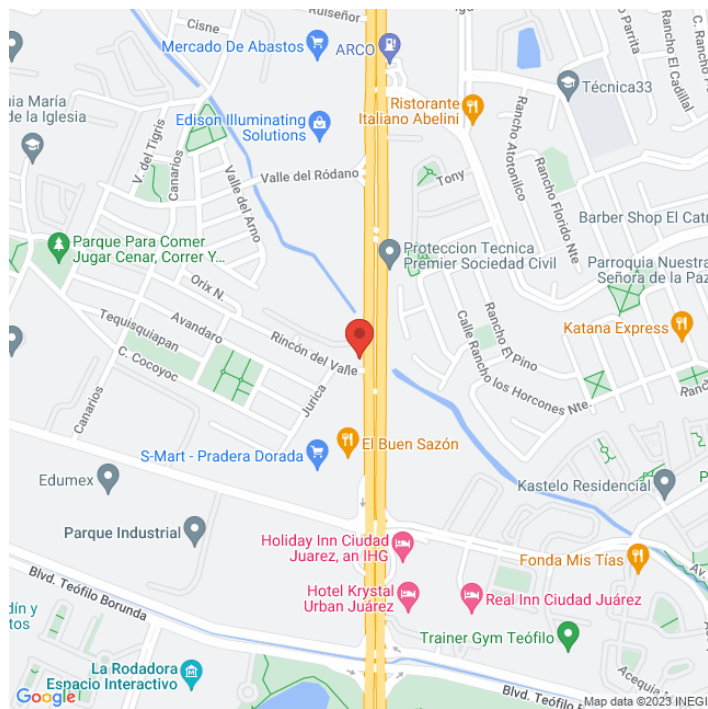 Cisne
Ruiseñor
Mercado De Abastos
ARCO
Rancho El Cadillal
Técnica33
Ristorante
Italiano Abelini
Edison Illuminating
Solutions
V. del Tigris
Canarios
Rancho Atotonilco
de la Iglesia
Valle del Ródano
Tony
Valle del Arno
Rancho Florido Nte
Barber Shop El Cat
Parque Para Comer
Jugar Cenar, Correr Y...
Proteccion Tecnica
Premier Sociedad Civil
Parroquia Nuestra
Señora de la Paz
Orix N.
Avandaro
Tequisquiapan
Rincón del Valle
Rancho El Pino
Katana Express
C. Cocoyoc
Calle Rancho los Horcones Nte.
Canarios
Jurica
El Buen Sazón
S-Mart - Pradera Dorada
Edumex
Kastelo Residencial
Parque Industrial
Holiday Inn Ciudad
Juarez, an IHG
Fonda Mis Tías
Av.
Blvd. Teófilo Borunda
Hotel Krystal
Urban Juárez
Real Inn Ciudad Juárez
Trainer Gym Teófilo
La Rodadora
Espacio Interactivo
Blvd. Teófilo Borunda
Google
Map data ©2023 INEGI